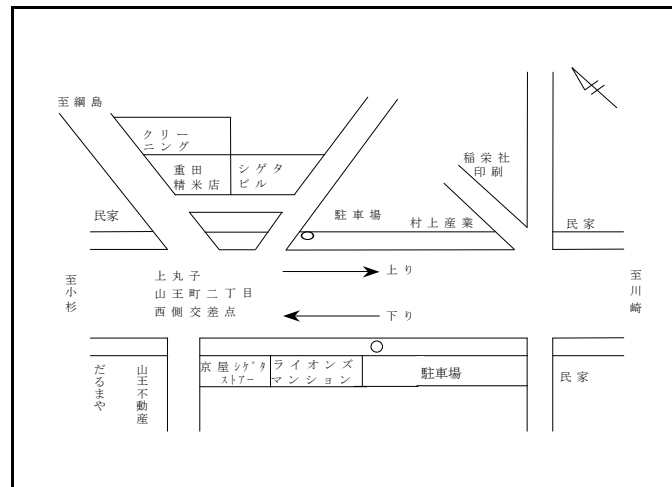 至綱島
クリー
ニング
重田
精米店
シゲタ
ビル
稲栄社
印刷
民家
駐車場
村上産業
民家
至小杉
上丸子
山王町二丁目
西側交差点
上り
下り
至川崎
だるまや
山王不動産
京屋シゲタ
ストアー
ライオンズ
マンション
駐車場
民家